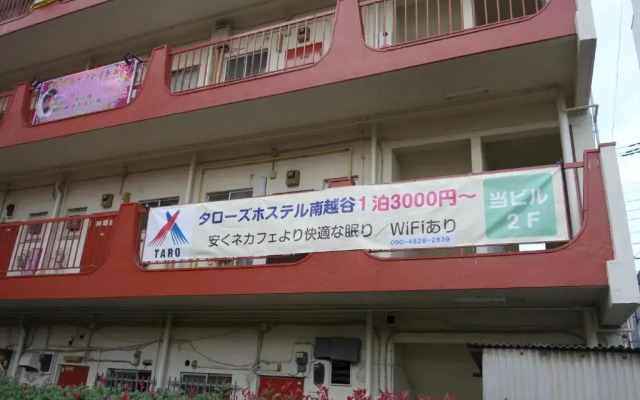 タローズホステル南越谷1泊3000円～
安くネカフェより快適な眠り／WiFiあり
090-4828-2839
TARO
当ビル
2F